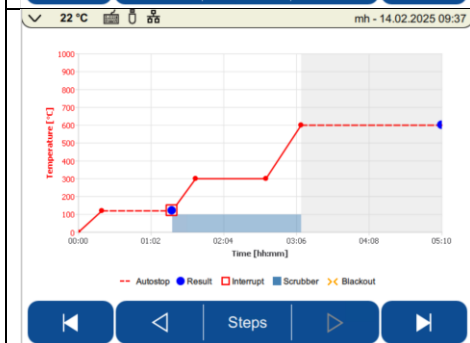 22 °C
mh - 14.02.2025 09:37
1000
900
800
700
600
500
400
300
200
100
0
Temperature [°C]
00:00 01:02 02:04 03:06 04:08 05:10
Time [hh:mm]
Autostop Result Interrupt Scrubber Blackout
Steps